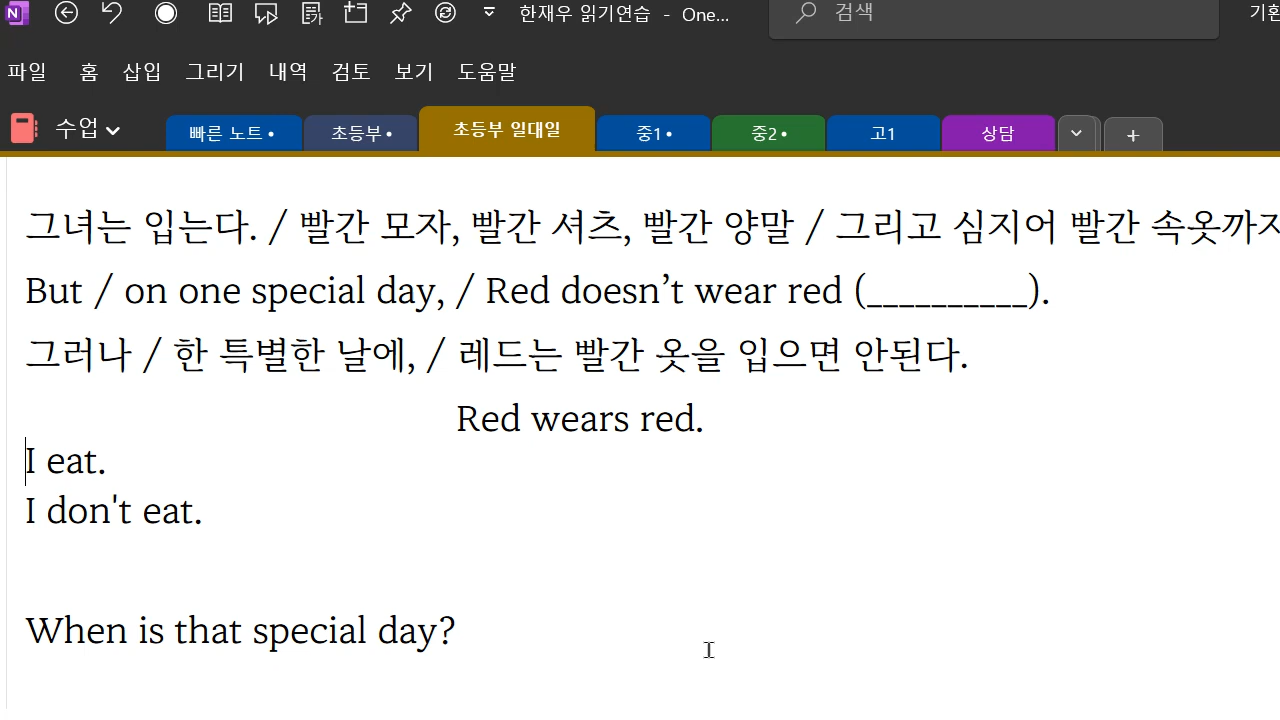 한재우 읽기연습 - One...
검색
파일 홈 삽입 그리기 내역 검토 보기 도움말
수업 빠른 노트 • 초등부 • 초등부 일대일 중1 • 중2 • 고1 상담 +
그녀는 입는다. / 빨간 모자, 빨간 셔츠, 빨간 양말 / 그리고 심지어 빨간
But / on one special day, / Red doesn’t wear red (__________).
그러나 / 한 특별한 날에, / 레드는 빨간 옷을 입으면 안된다.
Red wears red.
I eat.
I don't eat.
When is that special day?